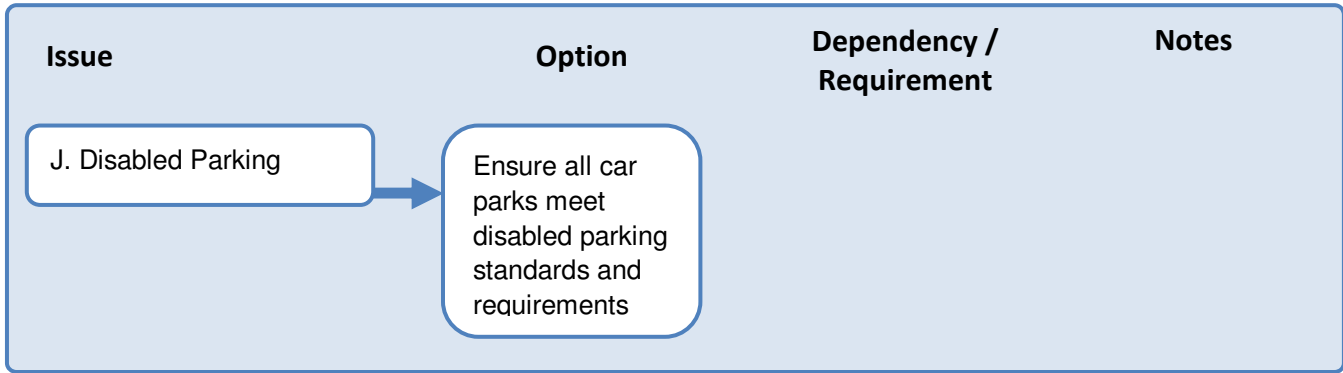 Issue
Option
Dependency /
Requirement
Notes
J. Disabled Parking
Ensure all car
parks meet
disabled parking
standards and
requirements